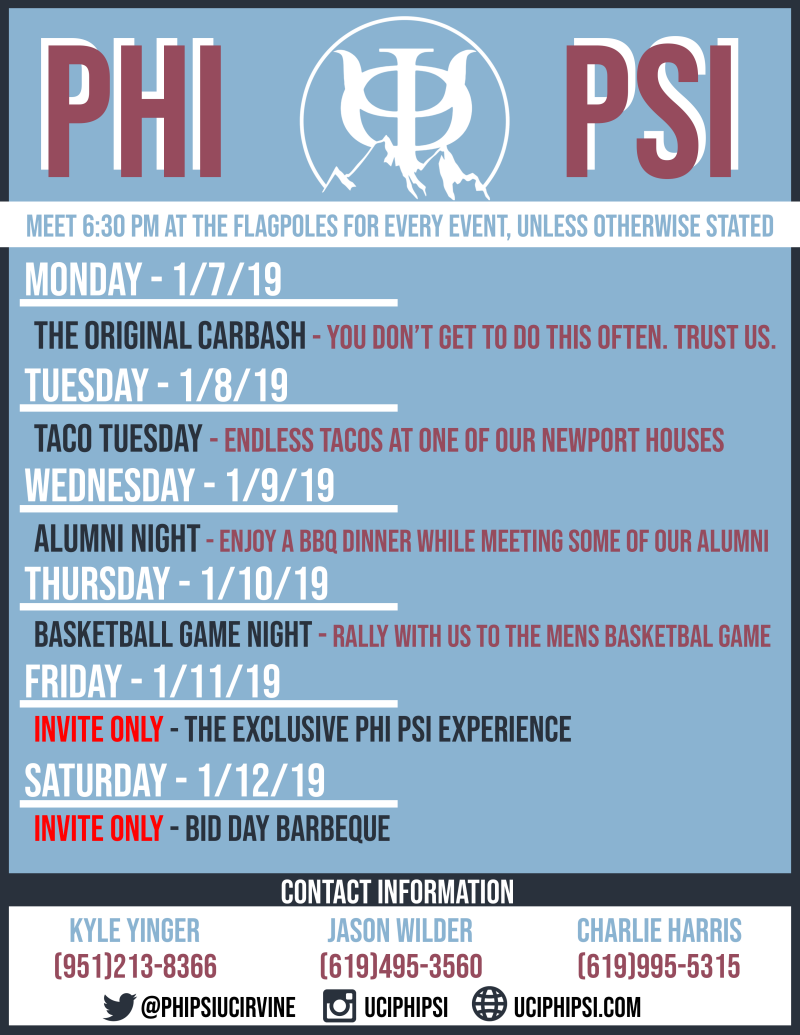 PHI PSI
MEET 6:30 PM AT THE FLAGPOLES FOR EVERY EVENT, UNLESS OTHERWISE STATED
MONDAY - 1/7/19
THE ORIGINAL CARBASH - YOU DON'T GET TO DO THIS OFTEN. TRUST US.
TUESDAY - 1/8/19
TACO TUESDAY - ENDLESS TACOS AT ONE OF OUR NEWPORT HOUSES
WEDNESDAY - 1/9/19
ALUMNI NIGHT - ENJOY A BBQ DINNER WHILE MEETING SOME OF OUR ALUMNI
THURSDAY - 1/10/19
BASKETBALL GAME NIGHT - RALLY WITH US TO THE MENS BASKETBAL GAME
FRIDAY - 1/11/19
INVITE ONLY - THE EXCLUSIVE PHI PSI EXPERIENCE
SATURDAY - 1/12/19
INVITE ONLY - BID DAY BARBEQUE
CONTACT INFORMATION
KYLE YINGER JASON WILDER CHARLIE HARRIS
(951)213-8366 (619)495-3560 (619)995-5315
@PHIPSIUCIRVINE UCIPHIPSI UCIPHIPSI.COM